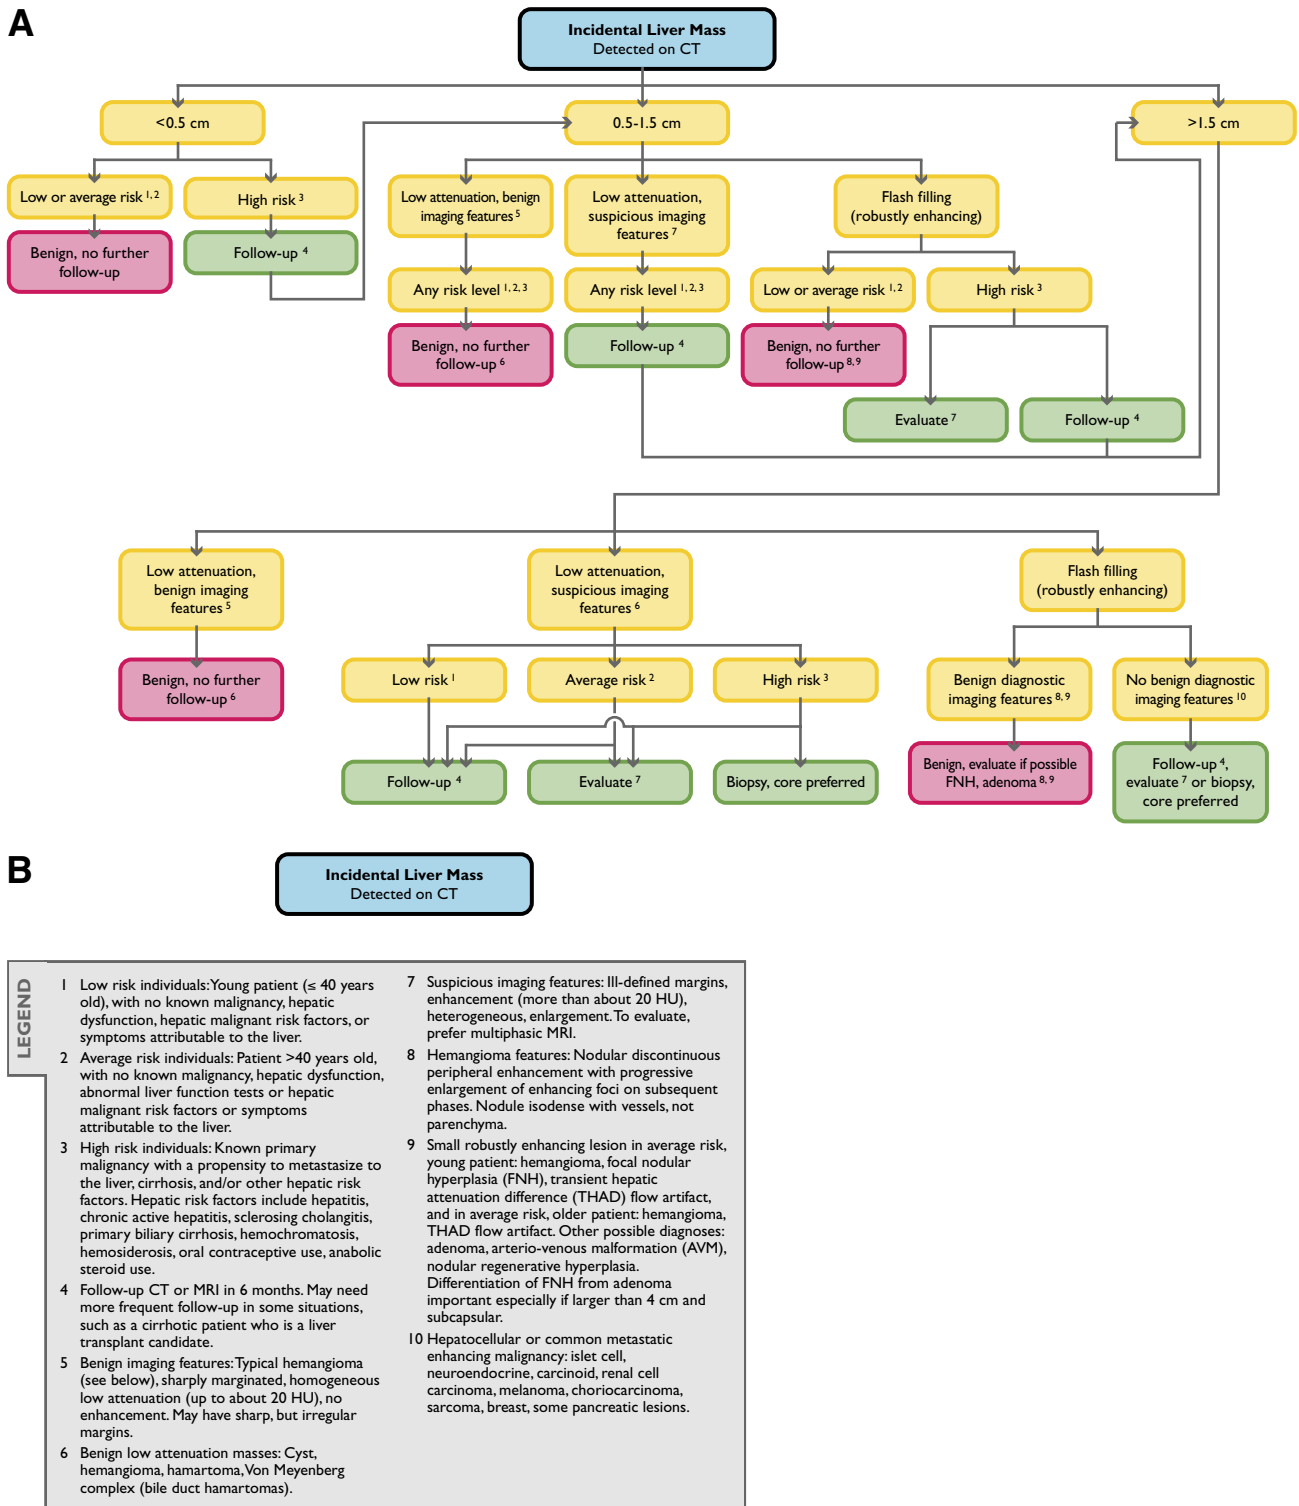 A
Incidental Liver Mass
Detected on CT
<0.5 cm
0.5-1.5 cm
>1.5 cm
Low or average risk 1, 2
High risk 3
Low attenuation, benign
imaging features 5
Low attenuation,
suspicious imaging
features 7
Flash filling
(robustly enhancing)
Benign, no further
follow-up
Follow-up 4
Any risk level 1, 2, 3
Any risk level 1, 2, 3
Low or average risk 1, 2
High risk 3
Benign, no further
follow-up 6
Follow-up 4
Benign, no further
follow-up 8, 9
Evaluate 7
Follow-up 4
Low attenuation,
benign imaging
features 5
Low attenuation,
suspicious imaging
features 6
Flash filling
(robustly enhancing)
Benign, no further
follow-up 6
Low risk 1
Average risk 2
High risk 3
Benign diagnostic
imaging features 8, 9
No benign diagnostic
imaging features 10
Follow-up 4
Evaluate 7
Biopsy, core preferred
Benign, evaluate if possible
FNH, adenoma 8, 9
Follow-up 4,
evaluate 7 or biopsy,
core preferred
B
Incidental Liver Mass
Detected on CT
LEGEND
1 Low risk individuals: Young patient (≤ 40 years
old), with no known malignancy, hepatic
dysfunction, hepatic malignant risk factors, or
symptoms attributable to the liver.
2 Average risk individuals: Patient >40 years old,
with no known malignancy, hepatic dysfunction,
abnormal liver function tests or hepatic
malignant risk factors or symptoms
attributable to the liver.
3 High risk individuals: Known primary
malignancy with a propensity to metastasize to
the liver, cirrhosis, and/or other hepatic risk
factors. Hepatic risk factors include hepatitis,
chronic active hepatitis, sclerosing cholangitis,
primary biliary cirrhosis, hemochromatosis,
hemosiderosis, oral contraceptive use, anabolic
steroid use.
4 Follow-up CT or MRI in 6 months. May need
more frequent follow-up in some situations,
such as a cirrhotic patient who is a liver
transplant candidate.
5 Benign imaging features: Typical hemangioma
(see below), sharply marginated, homogeneous
low attenuation (up to about 20 HU), no
enhancement. May have sharp, but irregular
margins.
6 Benign low attenuation masses: Cyst,
hemangioma, hamartoma, Von Meyenberg
complex (bile duct hamartomas).
7 Suspicious imaging features: Ill-defined margins,
enhancement (more than about 20 HU),
heterogeneous, enlargement. To evaluate,
prefer multiphasic MRI.
8 Hemangioma features: Nodular discontinuous
peripheral enhancement with progressive
enlargement of enhancing foci on subsequent
phases. Nodule isodense with vessels, not
parenchyma.
9 Small robustly enhancing lesion in average risk,
young patient: hemangioma, focal nodular
hyperplasia (FNH), transient hepatic
attenuation difference (THAD) flow artifact,
and in average risk, older patient: hemangioma,
THAD flow artifact. Other possible diagnoses:
adenoma, arterio-venous malformation (AVM),
nodular regenerative hyperplasia.
Differentiation of FNH from adenoma
important especially if larger than 4 cm and
subcapsular.
10 Hepatocellular or common metastatic
enhancing malignancy: islet cell,
neuroendocrine, carcinoid, renal cell
carcinoma, melanoma, choriocarcinoma,
sarcoma, breast, some pancreatic lesions.